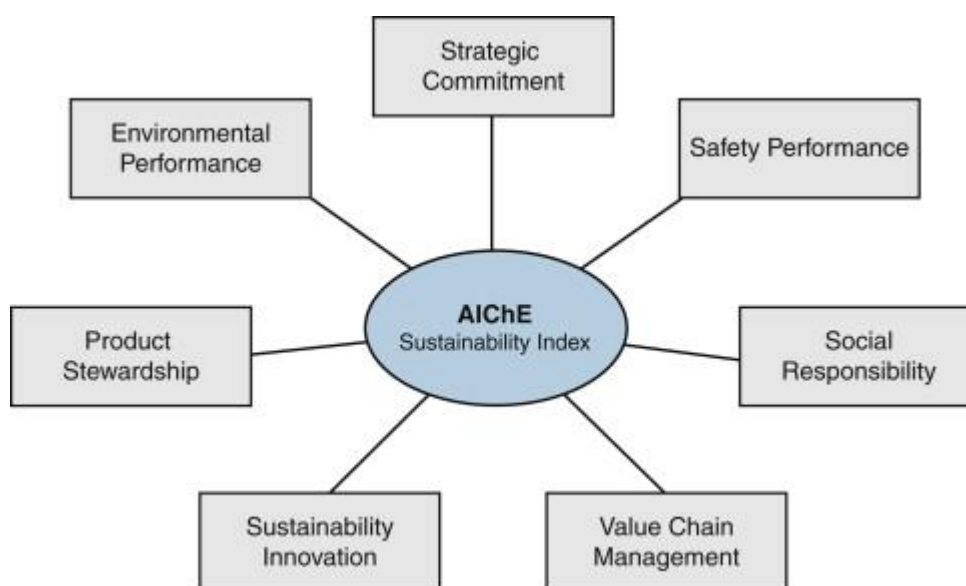 Strategic
Commitment
Environmental
Performance
Safety Performance
AIChE
Sustainability Index
Product
Stewardship
Social
Responsibility
Sustainability
Innovation
Value Chain
Management